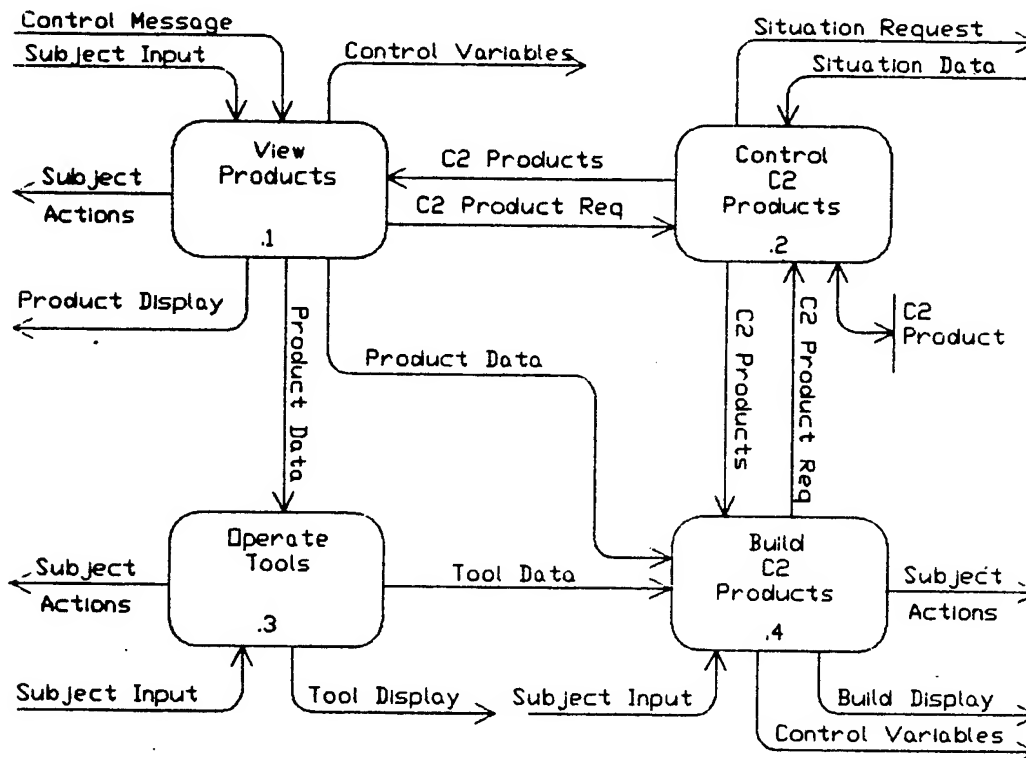 Control Message
Subject Input
Control Variables
Situation Request
Situation Data
View
Products
.1
Control
C2
Products
.2
C2 Products
C2 Product Req
Subject
Actions
Product Display
Product Data
Product Data
C2 Products
C2 Product Req
C2
Product
Operate
Tools
.3
Build
C2
Products
.4
Subject
Actions
Tool Data
Subject
Actions
Subject Input
Tool Display
Subject Input
Build Display
Control Variables